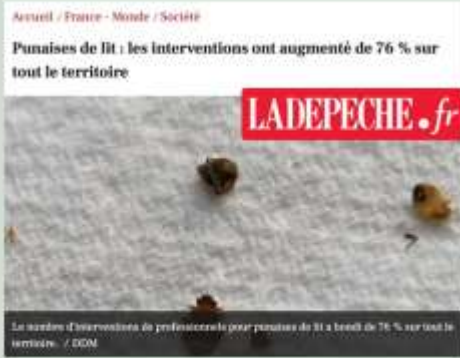 Accueil / France - Monde / Société
Punaises de lit : les interventions ont augmenté de 76 % sur
tout le territoire
LADEPECHE.fr
Le nombre d'interventions de professionnels pour punaises de lit a bondi de 76 % sur tout le
territoire. / DDM